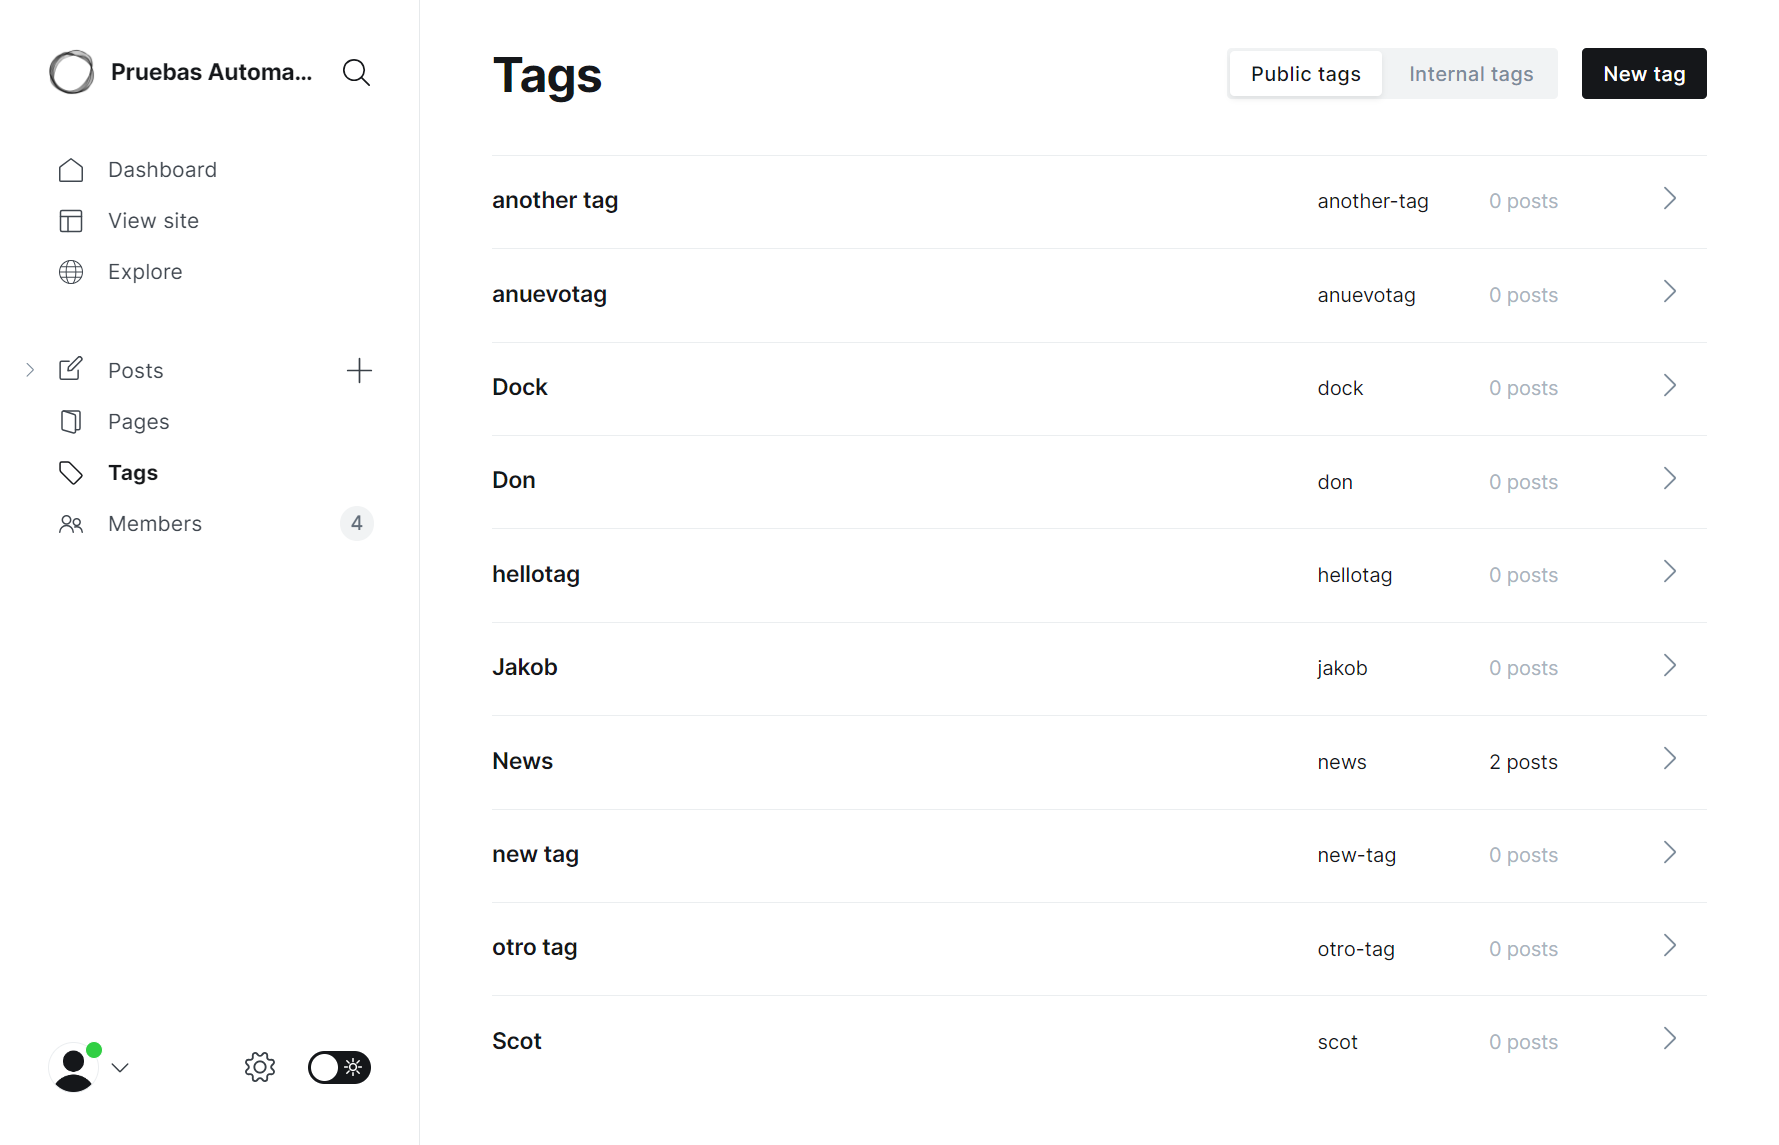 Pruebas Automa...
Dashboard
View site
Explore
Posts
Pages
Tags
Members 4
Tags
Public tags Internal tags New tag
another tag another-tag 0 posts
anuevotag anuevotag 0 posts
Dock dock 0 posts
Don don 0 posts
hellotag hellotag 0 posts
Jakob jakob 0 posts
News news 2 posts
new tag new-tag 0 posts
otro tag otro-tag 0 posts
Scot scot 0 posts